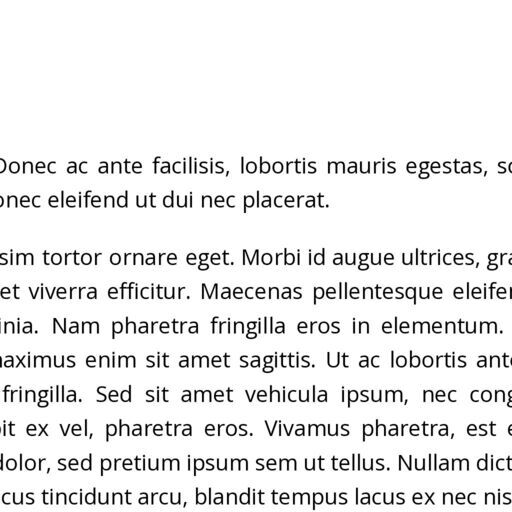 Donec ac ante facilisis, lobortis mauris egestas,
onec eleifend ut dui nec placerat.
sim tortor ornare eget. Morbi id augue ultrices, gra
et viverra efficitur. Maecenas pellentesque eleifen
inia. Nam pharetra fringilla eros in elementum.
naximus enim sit amet sagittis. Ut ac lobortis ante
fringilla. Sed sit amet vehicula ipsum, nec cong
it ex vel, pharetra eros. Vivamus pharetra, est
dolor, sed pretium ipsum sem ut tellus. Nullam dict
cus tincidunt arcu, blandit tempus lacus ex nec nis